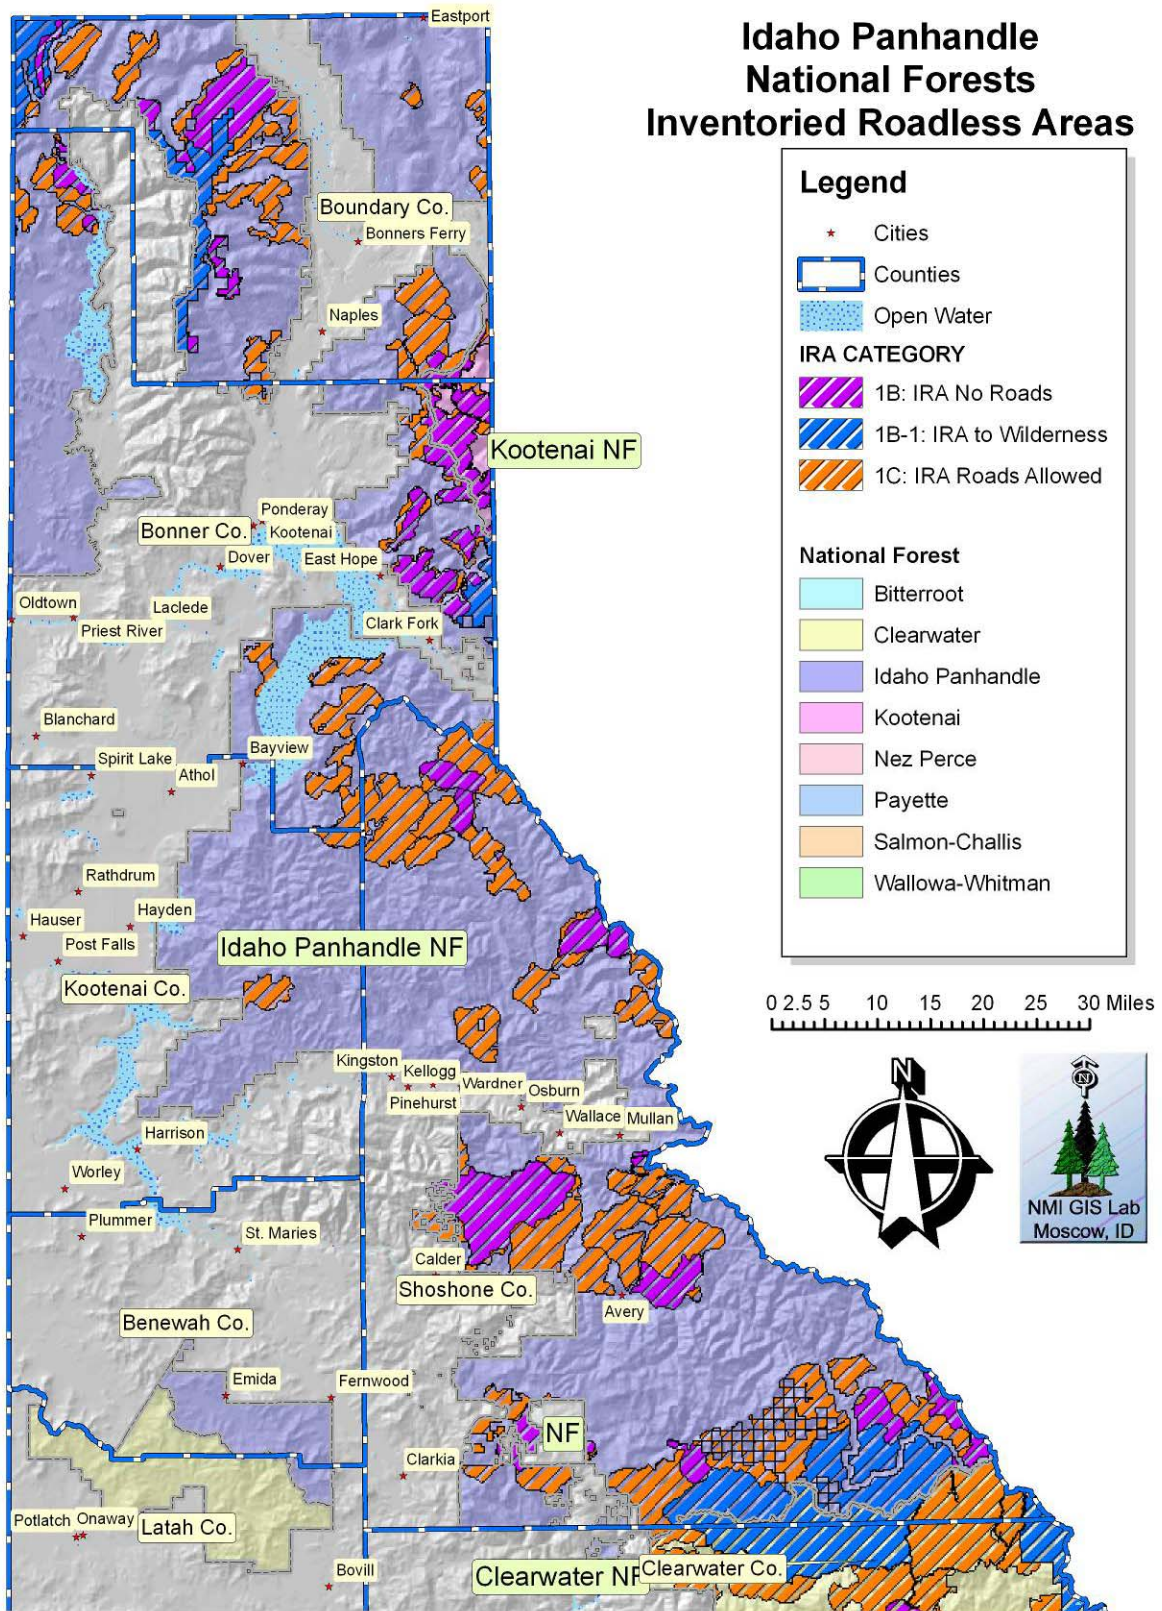 Idaho Panhandle
National Forests
Inventoried Roadless Areas
Legend
Cities
Counties
Open Water
IRA CATEGORY
1B: IRA No Roads
1B-1: IRA to Wilderness
1C: IRA Roads Allowed
National Forest
Bitterroot
Clearwater
Idaho Panhandle
Kootenai
Nez Perce
Payette
Salmon-Challis
Wallowa-Whitman
0 2.5 5 10 15 20 25 30 Miles
N
N
NMI GIS Lab
Moscow, ID
Eastport
Boundary Co.
Bonners Ferry
Naples
Kootenai NF
Ponderay
Bonner Co.
Kootenai
Dover
East Hope
Oldtown
Laclede
Priest River
Clark Fork
Blanchard
Bayview
Spirit Lake
Athol
Rathdrum
Hayden
Hauser
Post Falls
Idaho Panhandle NF
Kootenai Co.
Kingston
Kellogg
Wardner
Osburn
Pinehurst
Wallace
Mullan
Harrison
Worley
Plummer
St. Maries
Calder
Shoshone Co.
Avery
Benewah Co.
Emida
Fernwood
NF
Clarkia
Potlatch
Onaway
Latah Co.
Bovill
Clearwater NF
Clearwater Co.